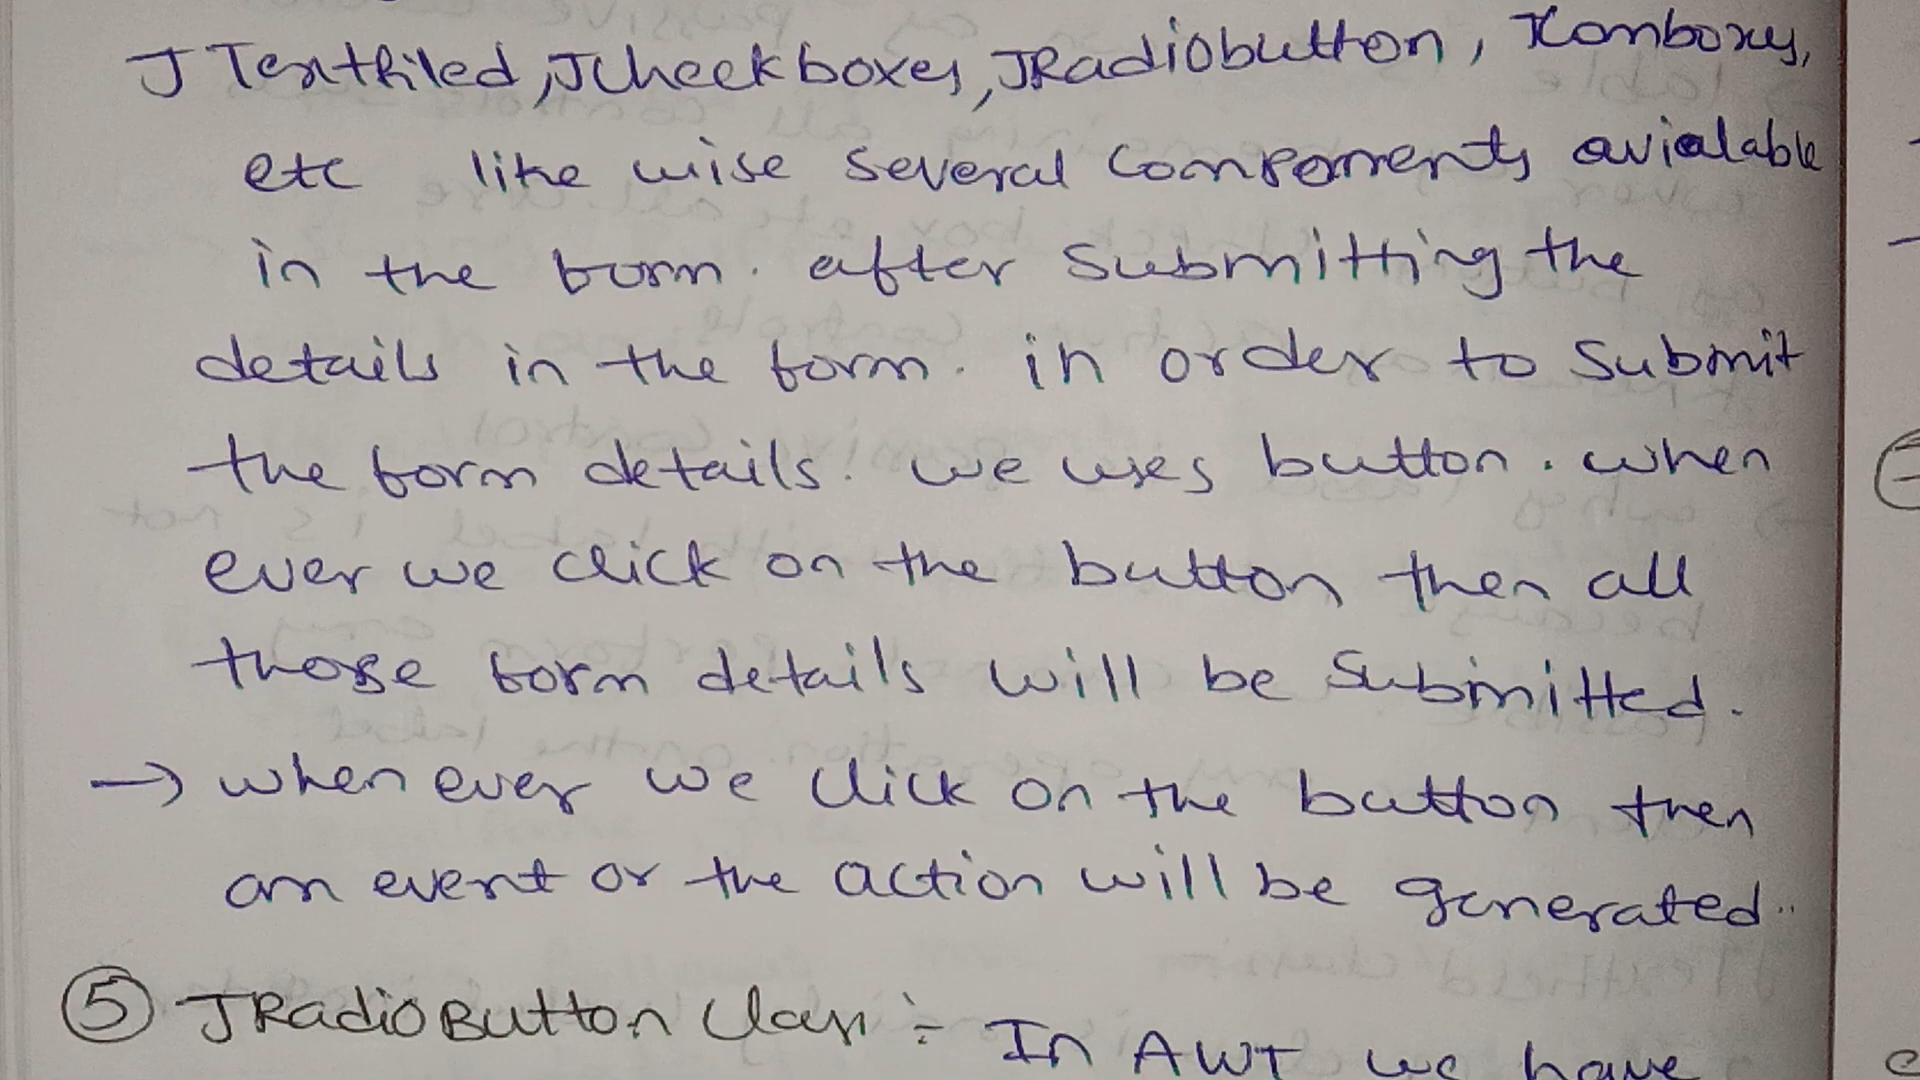 JTextfiled, JCheckboxes, JRadiobutton,
etc like wise several components avialable
in the form. after submitting the
details in the form. in order to submit
the form details. we uses button. when
ever we click on the button then all
those form details will be submitted.
→ when ever we click on the button then
an event or the action will be generated..
⑤ JRadioButton class :- In AWT we have